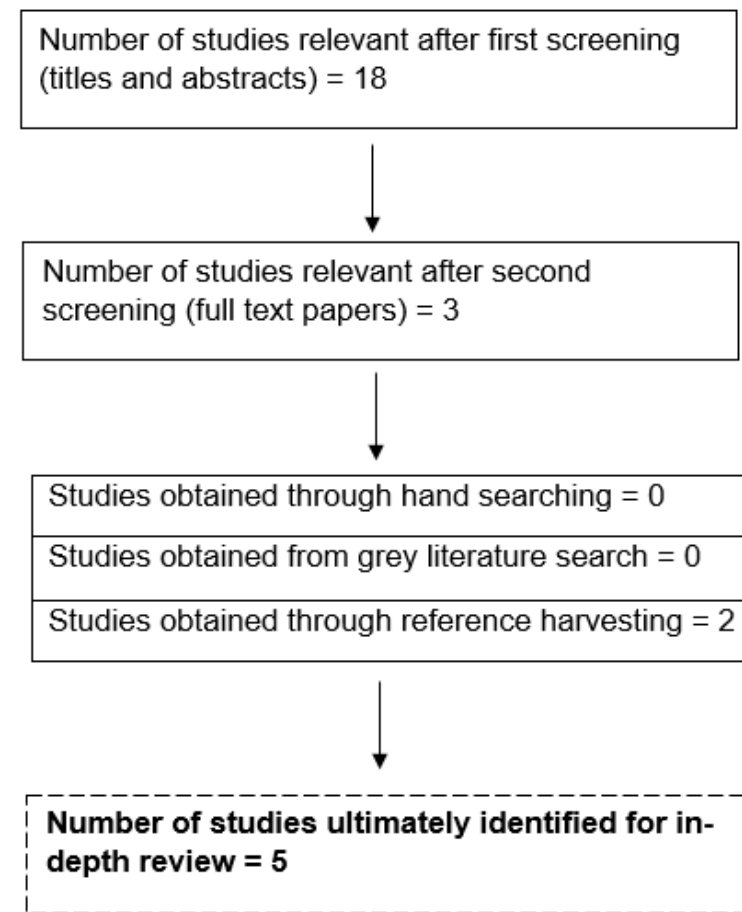 Number of studies relevant after first screening
(titles and abstracts) = 18
Number of studies relevant after second
screening (full text papers) = 3
Studies obtained through hand searching = 0
Studies obtained from grey literature search = 0
Studies obtained through reference harvesting = 2
Number of studies ultimately identified for in-
depth review = 5